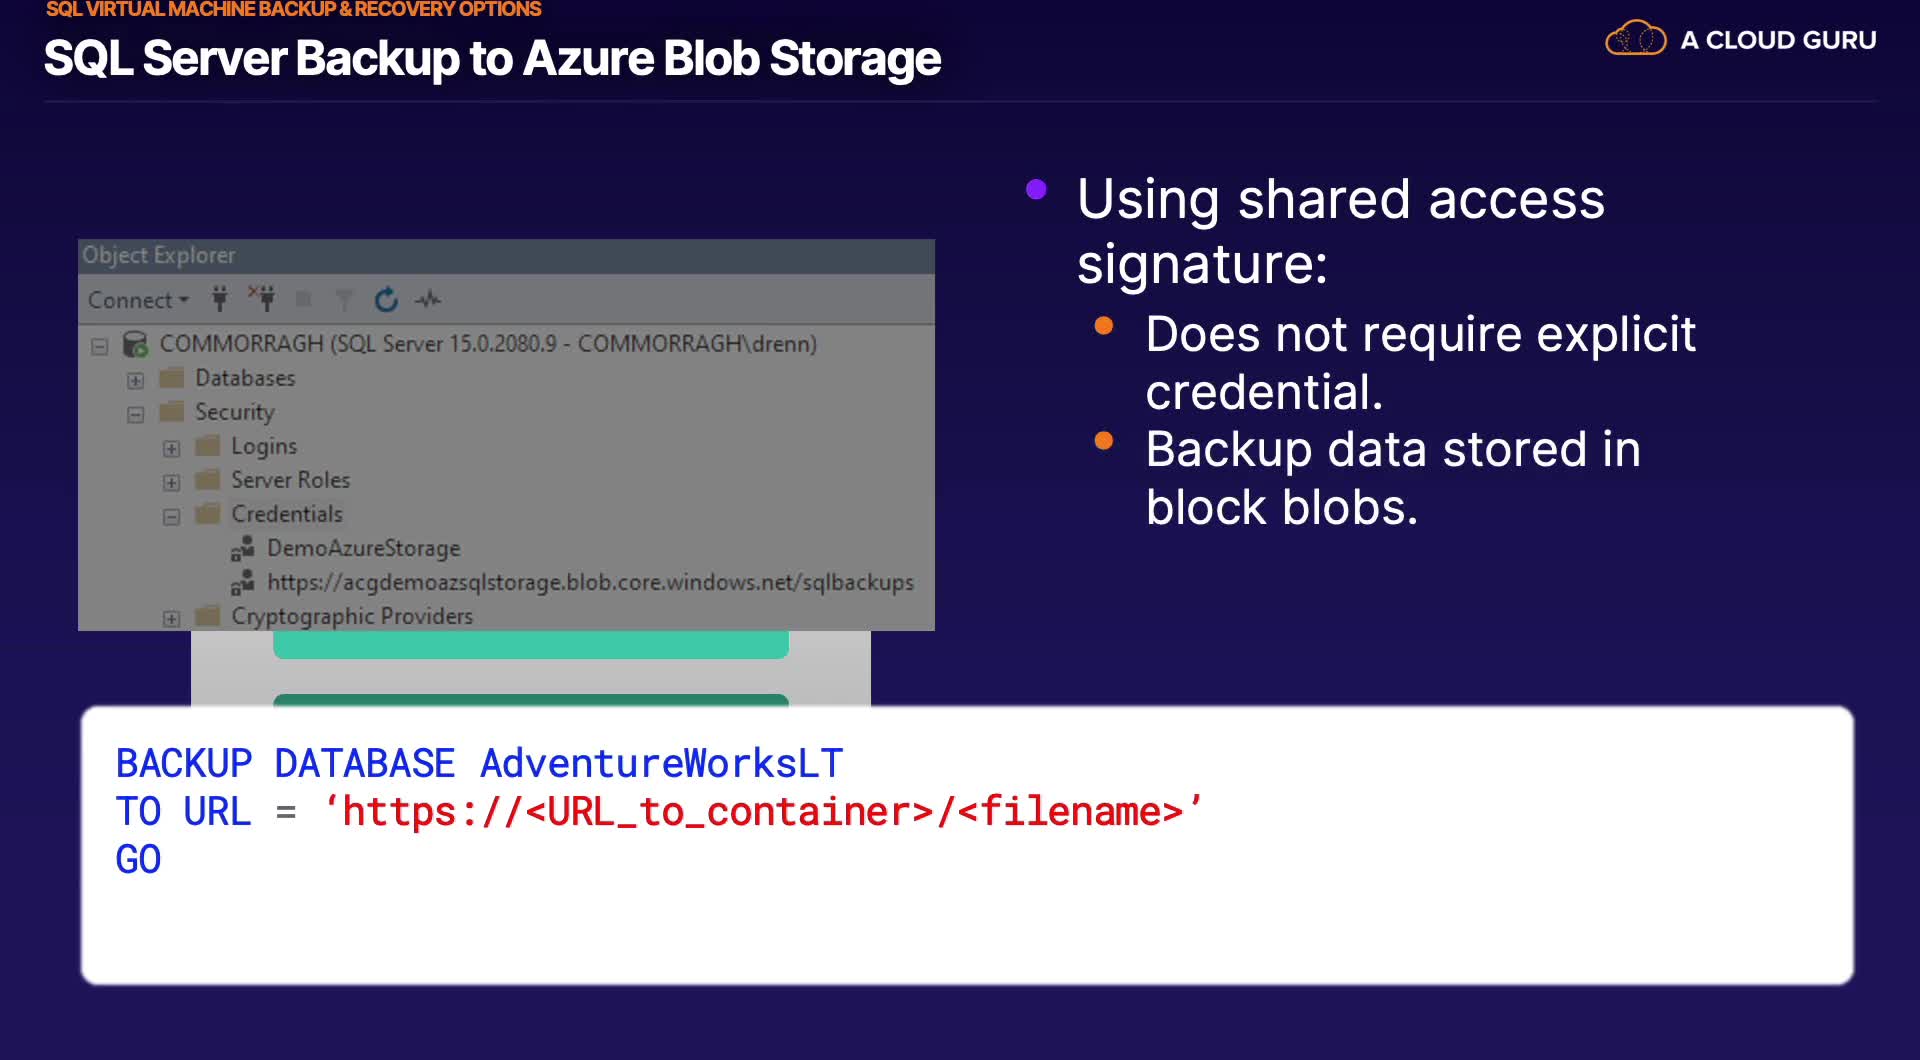 SQL VIRTUAL MACHINE BACKUP & RECOVERY OPTIONS
SQL Server Backup to Azure Blob Storage
A CLOUD GURU
Object Explorer
Connect
COMMORRAGH (SQL Server 15.0.2080.9 - COMMORRAGH\drenn)
Databases
Security
Logins
Server Roles
Credentials
DemoAzureStorage
https://acgdemoazsqlstorage.blob.core.windows.net/sqlbackups
Cryptographic Providers
Using shared access
signature:
Does not require explicit
credential.
Backup data stored in
block blobs.
BACKUP DATABASE AdventureWorksLT
TO URL = ‘https://<URL_to_container>/<filename>’
GO